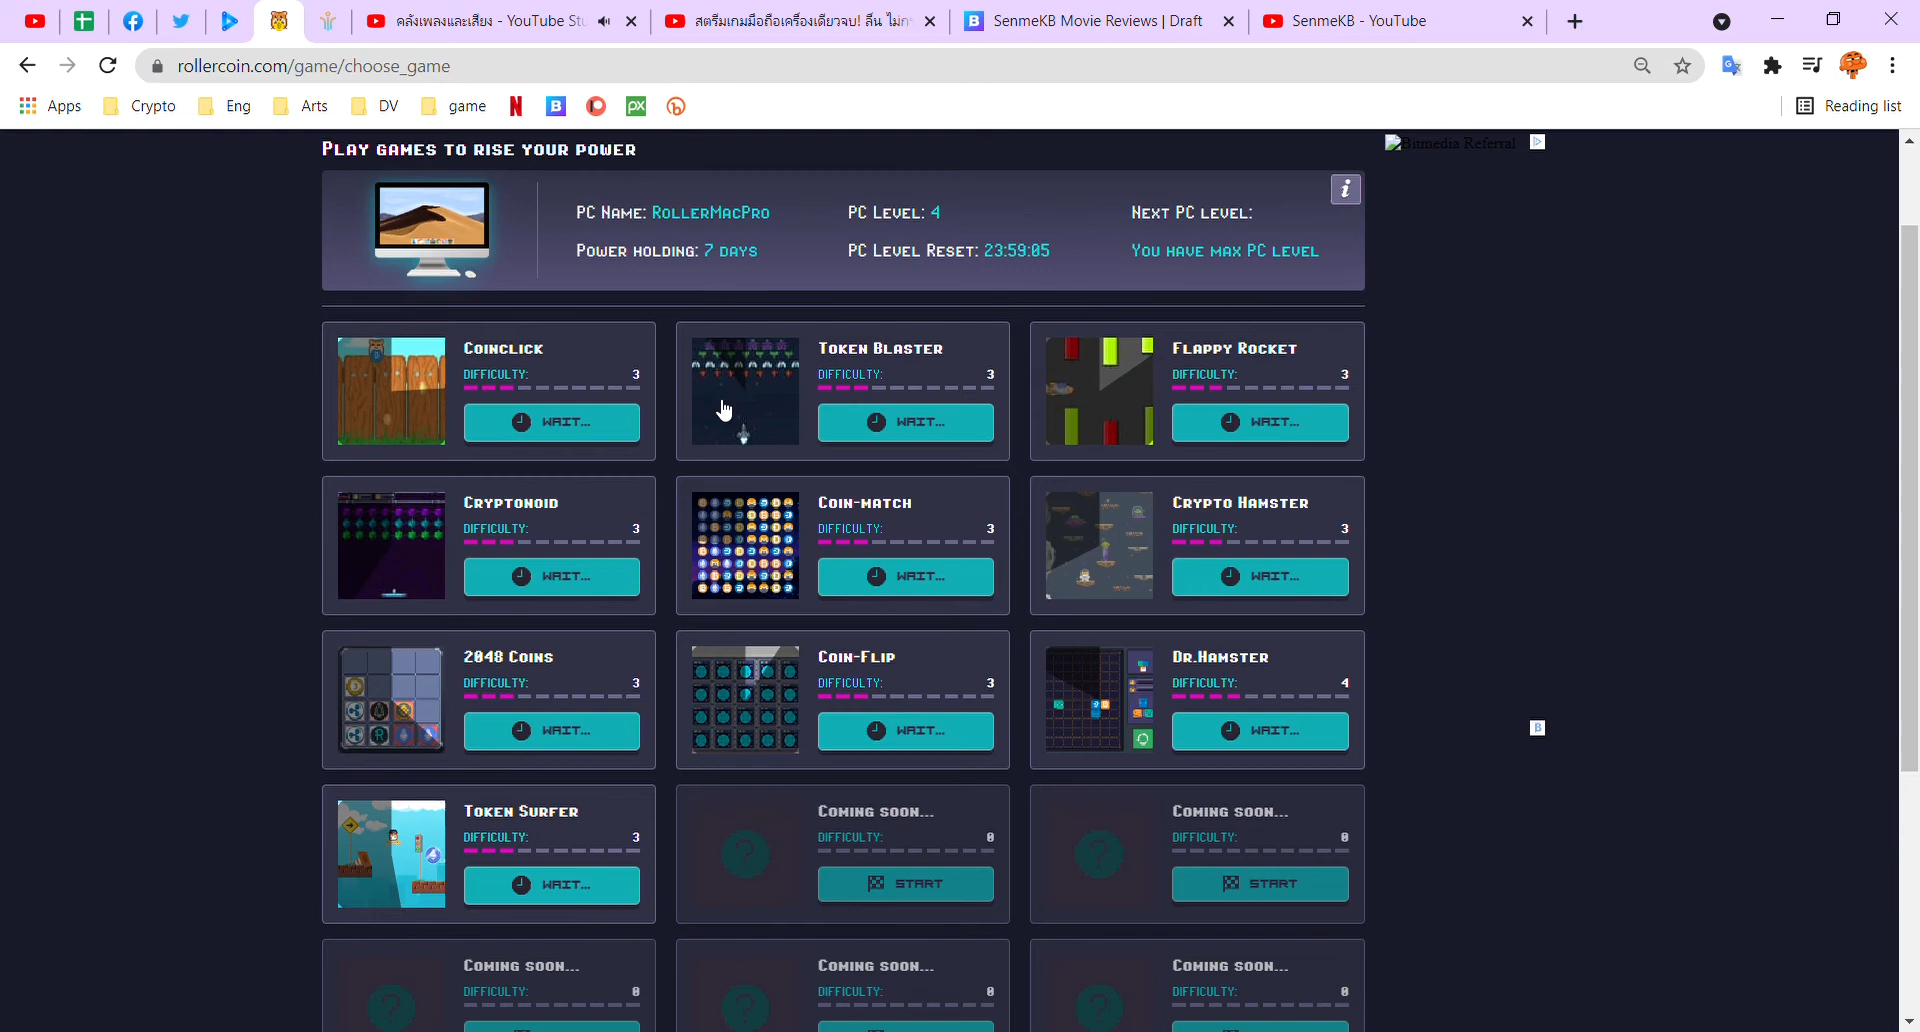 คลังเพลงและเสียง - YouTube Stu
สตรีมเกมมือถือเครื่องเดียวจบ! ลื่น ไม่ก
SenmeKB Movie Reviews | Draft
SenmeKB - YouTube
rollercoin.com/game/choose_game
Apps
Crypto
Eng
Arts
DV
game
Reading list
Play games to rise your power
Bitmedia Referral
PC Name: RollerMacPro
PC Level: 4
Next PC level:
Power holding: 7 days
PC Level Reset: 23:59:05
You have max PC level
Coinclick
Difficulty: 3
Wait...
Token Blaster
Difficulty: 3
Wait...
Flappy Rocket
Difficulty: 3
Wait...
Cryptonoid
Difficulty: 3
Wait...
Coin-match
Difficulty: 3
Wait...
Crypto Hamster
Difficulty: 3
Wait...
2048 Coins
Difficulty: 3
Wait...
Coin-Flip
Difficulty: 3
Wait...
Dr.Hamster
Difficulty: 4
Wait...
Token Surfer
Difficulty: 3
Wait...
Coming soon...
Difficulty: 0
Start
Coming soon...
Difficulty: 0
Start
Coming soon...
Difficulty: 0
Coming soon...
Difficulty: 0
Coming soon...
Difficulty: 0